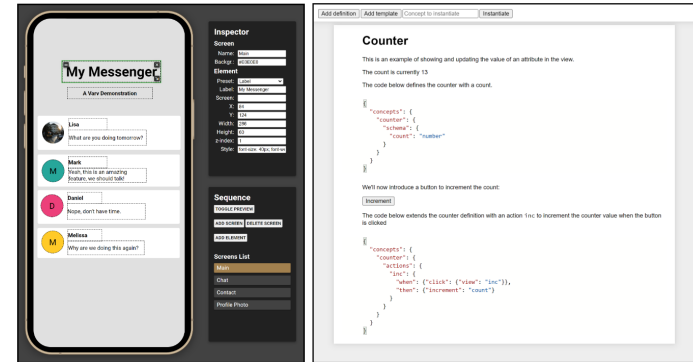 My Messenger
A Varv Demonstration
Lisa
What are you doing tomorrow?
M
Mark
Yeah, this is an amazing
feature, we should talk!
D
Daniel
Nope, don't have time.
M
Melissa
Why are we doing this again?
Inspector
Screen
Name: Main
Backgr.: #E0E0E0
Element
Preset: Label
Label: My Messenger
Screen:
X:
Y: 124
Width: 286
Height:
z-index: 1
Style: font-size: 40px; font-we
Sequence
TOGGLE PREVIEW
ADD SCREEN DELETE SCREEN
ADD ELEMENT
Screens List
Main
Chat
Contact
Profile Photo
Add definition Add template Concept to instantiate Instantiate
Counter
This is an example of showing and updating the value of an attribute in the view.
The count is currently 13
The code below defines the counter with a count.
{
"concepts": {
"counter": {
"schema": {
"count": "number"
}
}
}
}
We'll now introduce a button to increment the count:
Increment
The code below extends the counter definition with an action inc to increment the counter value when the button
is clicked
{
"concepts": {
"counter": {
"actions": {
"inc": {
"when": {"click": {"view": "inc"}},
"then": {"increment": "count"}
}
}
}
}
}